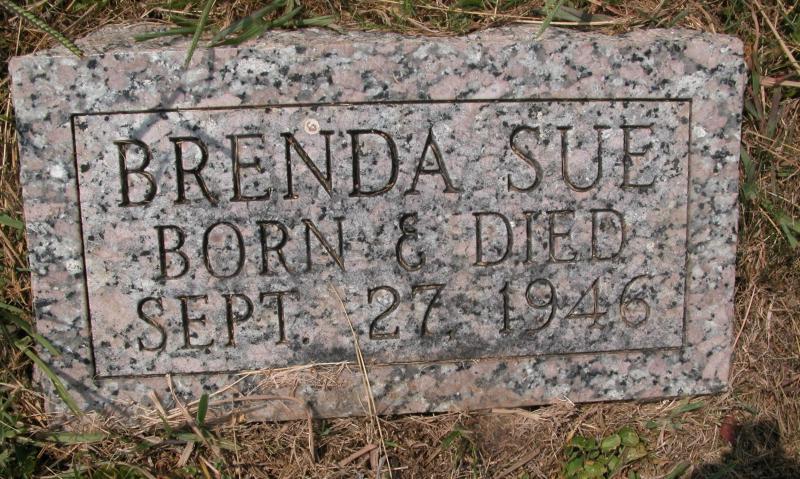 BRENDA SUE
BORN & DIED
SEPT 27, 1946